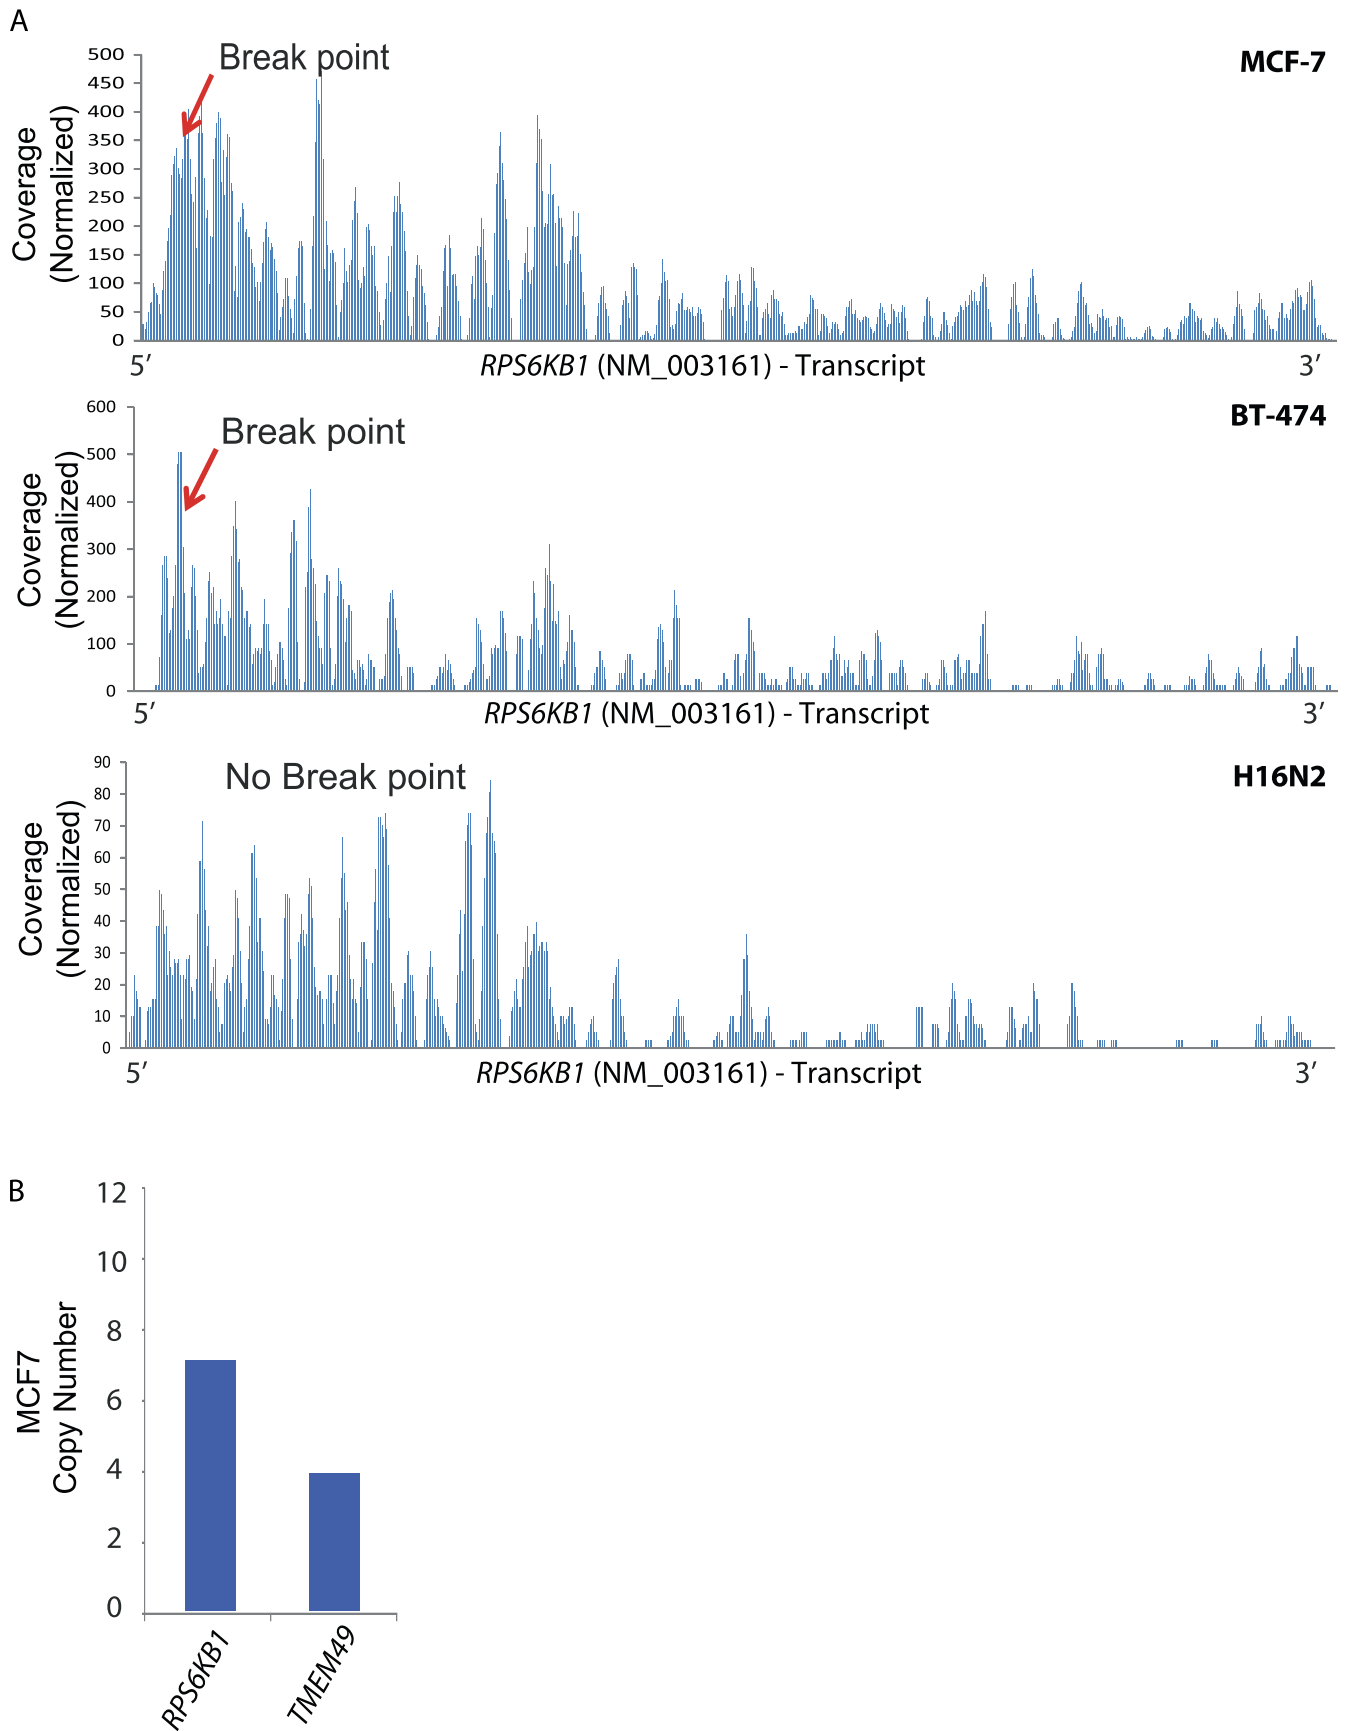 A
Break point
MCF-7
Coverage
(Normalized)
500
450
400
350
300
250
200
150
100
50
0
5′
RPS6KB1 (NM_003161) - Transcript
3′
BT-474
Break point
Coverage
(Normalized)
600
500
400
300
200
100
0
5′
RPS6KB1 (NM_003161) - Transcript
3′
No Break point
H16N2
Coverage
(Normalized)
90
80
70
60
50
40
30
20
10
0
5′
RPS6KB1 (NM_003161) - Transcript
3′
B
MCF7
Copy Number
12
10
8
6
4
2
0
RPS6KB1
TMEM49